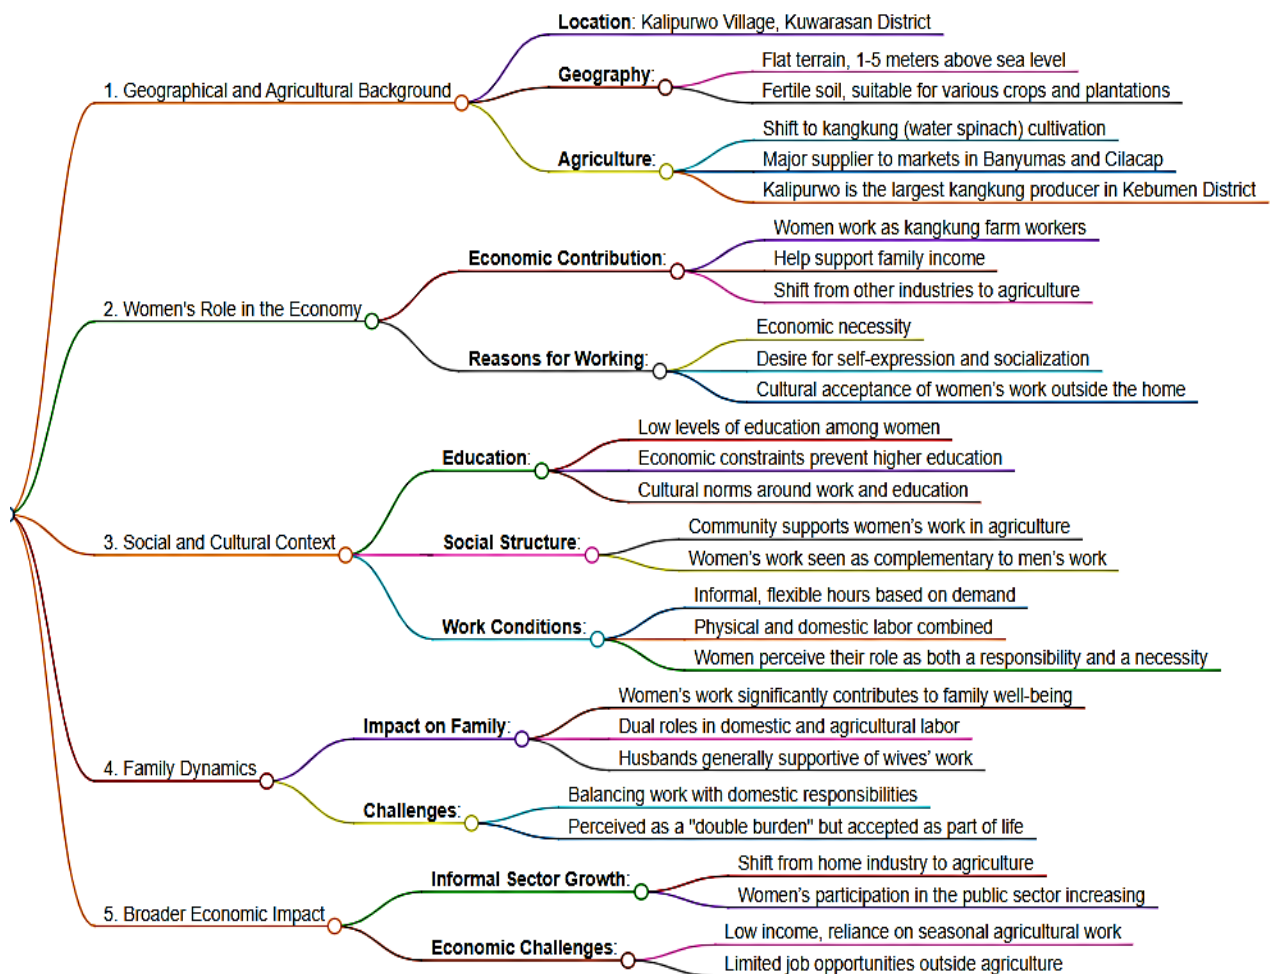 Location: Kalipurwo Village, Kuwarasan District
1. Geographical and Agricultural Background
Geography:
Flat terrain, 1-5 meters above sea level
Fertile soil, suitable for various crops and plantations
Agriculture:
Shift to kangkung (water spinach) cultivation
Major supplier to markets in Banyumas and Cilacap
Kalipurwo is the largest kangkung producer in Kebumen District
2. Women's Role in the Economy
Economic Contribution:
Women work as kangkung farm workers
Help support family income
Shift from other industries to agriculture
Reasons for Working:
Economic necessity
Desire for self-expression and socialization
Cultural acceptance of women's work outside the home
3. Social and Cultural Context
Education:
Low levels of education among women
Economic constraints prevent higher education
Cultural norms around work and education
Social Structure:
Community supports women's work in agriculture
Women's work seen as complementary to men's work
Work Conditions:
Informal, flexible hours based on demand
Physical and domestic labor combined
Women perceive their role as both a responsibility and a necessity
4. Family Dynamics
Impact on Family:
Women's work significantly contributes to family well-being
Dual roles in domestic and agricultural labor
Husbands generally supportive of wives' work
Challenges:
Balancing work with domestic responsibilities
Perceived as a "double burden" but accepted as part of life
5. Broader Economic Impact
Informal Sector Growth:
Shift from home industry to agriculture
Women's participation in the public sector increasing
Economic Challenges:
Low income, reliance on seasonal agricultural work
Limited job opportunities outside agriculture